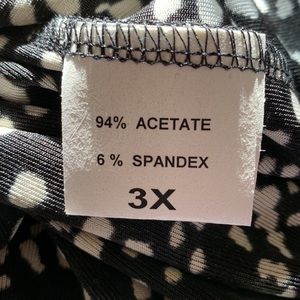 94% ACETATE
6% SPANDEX
3X